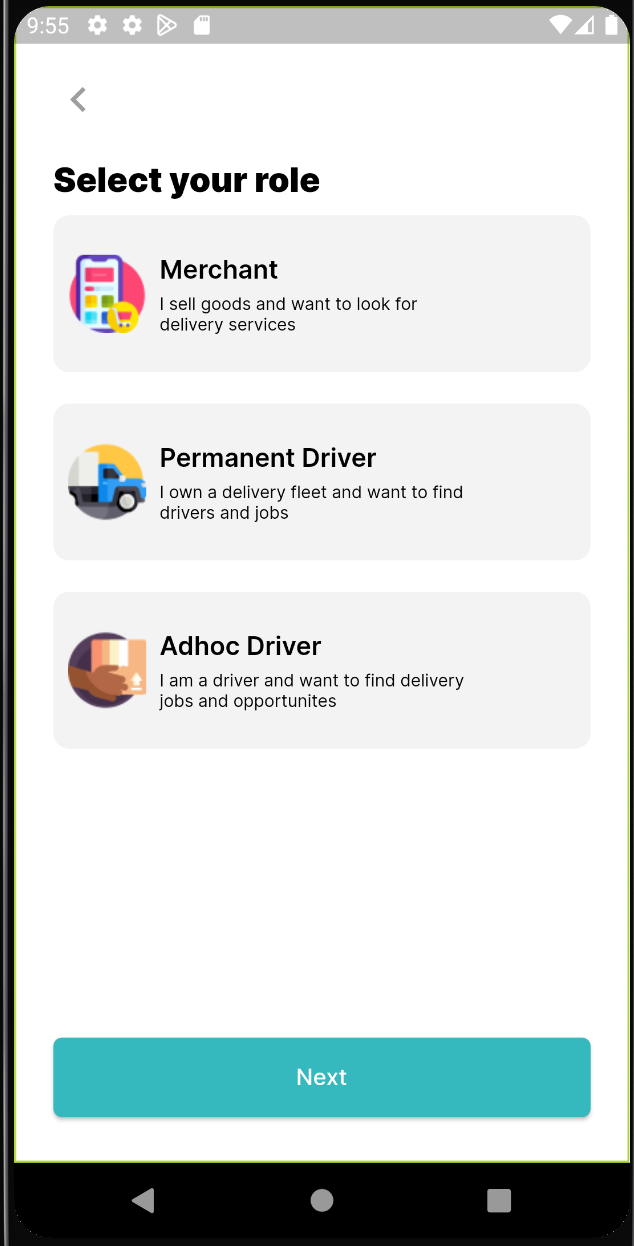 9:55
Select your role
Merchant
I sell goods and want to look for
delivery services
Permanent Driver
I own a delivery fleet and want to find
drivers and jobs
Adhoc Driver
I am a driver and want to find delivery
jobs and opportunites
Next